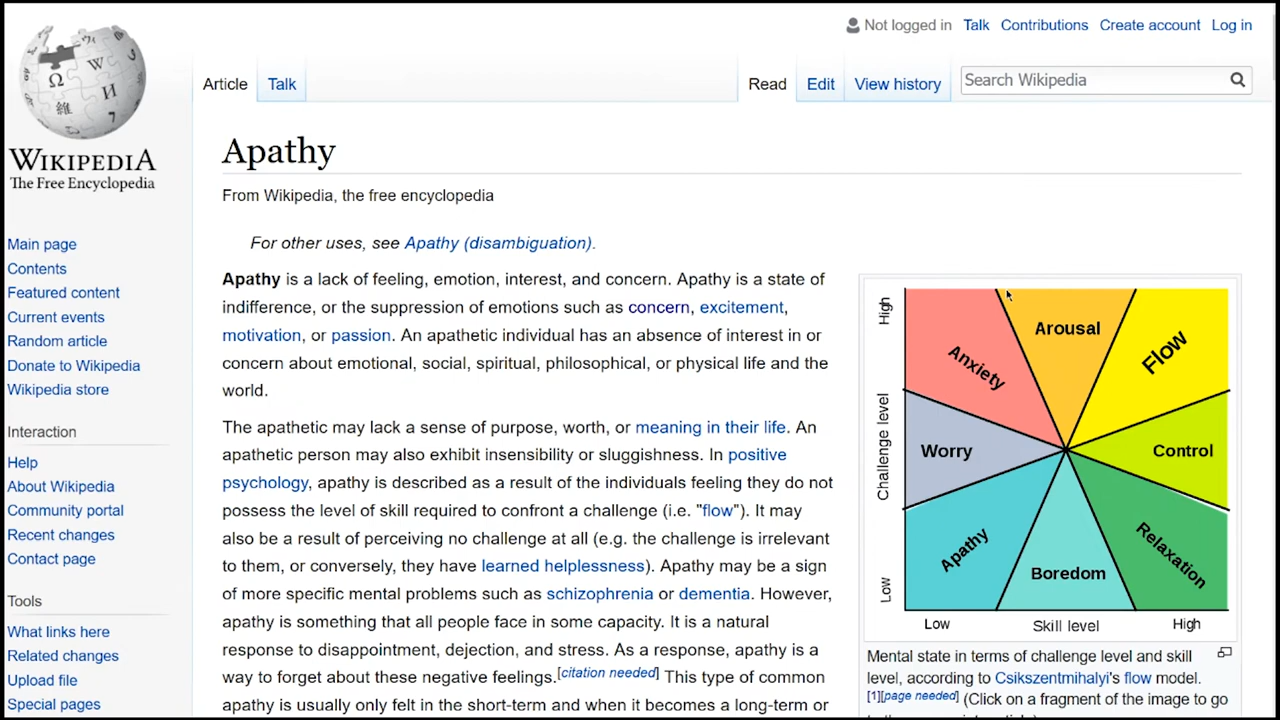 Not logged in Talk Contributions Create account Log in
Article Talk Read Edit View history Search Wikipedia
WIKIPEDIA
The Free Encyclopedia
Main page
Contents
Featured content
Current events
Random article
Donate to Wikipedia
Wikipedia store
Interaction
Help
About Wikipedia
Community portal
Recent changes
Contact page
Tools
What links here
Related changes
Upload file
Special pages
Apathy
From Wikipedia, the free encyclopedia
For other uses, see Apathy (disambiguation).
Apathy is a lack of feeling, emotion, interest, and concern. Apathy is a state of
indifference, or the suppression of emotions such as concern, excitement,
motivation, or passion. An apathetic individual has an absence of interest in or
concern about emotional, social, spiritual, philosophical, or physical life and the
world.
The apathetic may lack a sense of purpose, worth, or meaning in their life. An
apathetic person may also exhibit insensibility or sluggishness. In positive
psychology, apathy is described as a result of the individuals feeling they do not
possess the level of skill required to confront a challenge (i.e. "flow"). It may
also be a result of perceiving no challenge at all (e.g. the challenge is irrelevant
to them, or conversely, they have learned helplessness). Apathy may be a sign
of more specific mental problems such as schizophrenia or dementia. However,
apathy is something that all people face in some capacity. It is a natural
response to disappointment, dejection, and stress. As a response, apathy is a
way to forget about these negative feelings.[citation needed] This type of common
apathy is usually only felt in the short-term and when it becomes a long-term or
High
Challenge level
Low
Anxiety
Arousal
Flow
Worry
Control
Apathy
Boredom
Relaxation
Low Skill level High
Mental state in terms of challenge level and skill
level, according to Csikszentmihalyi's flow model.
[1][page needed] (Click on a fragment of the image to go